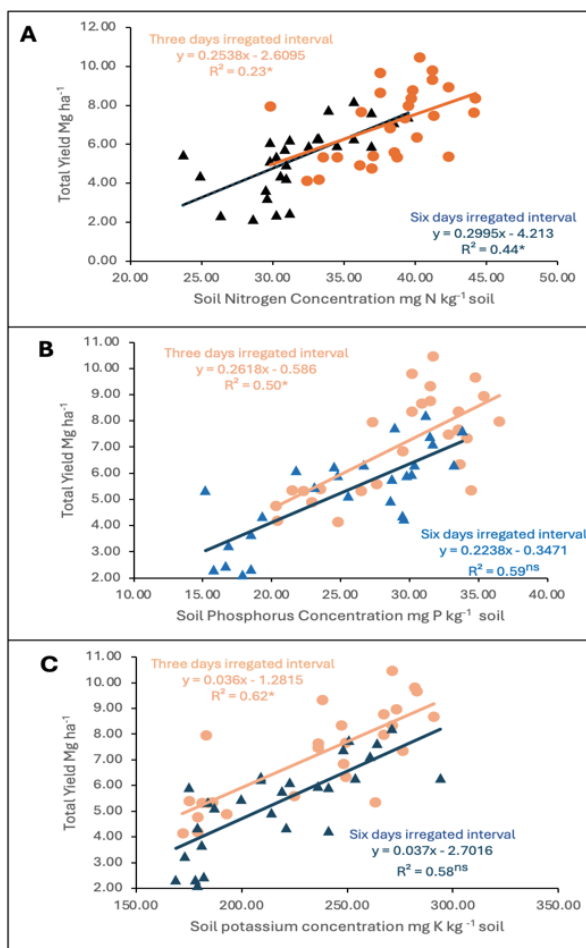 A
Three days irregated interval
y = 0.2538x - 2.6095
R² = 0.23*
12.00
10.00
8.00
6.00
4.00
2.00
0.00
Total Yield Mg ha⁻¹
Six days irregated interval
y = 0.2995x - 4.213
R² = 0.44*
20.00 25.00 30.00 35.00 40.00 45.00 50.00
Soil Nitrogen Concentration mg N kg⁻¹ soil
B
Three days irregated interval
y = 0.2618x - 0.586
R² = 0.50*
11.00
10.00
9.00
8.00
7.00
6.00
5.00
4.00
3.00
2.00
Total Yield Mg ha⁻¹
Six days irregated interval
y = 0.2238x - 0.3471
R² = 0.59ⁿˢ
10.00 15.00 20.00 25.00 30.00 35.00 40.00
Soil Phosphorus Concentration mg P kg⁻¹ soil
C
Three days irregated interval
y = 0.036x - 1.2815
R² = 0.62*
11.00
10.00
9.00
8.00
7.00
6.00
5.00
4.00
3.00
2.00
Total Yield Mg ha⁻¹
Six days irregated interval
y = 0.037x - 2.7016
R² = 0.58ⁿˢ
150.00 200.00 250.00 300.00
Soil potassium concentration mg K kg⁻¹ soil